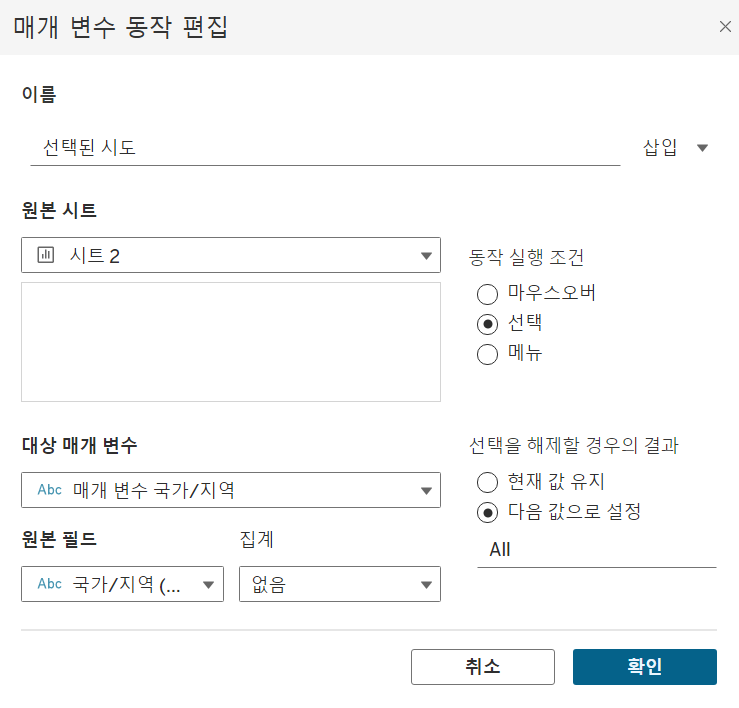 매개 변수 동작 편집
이름
선택된 시도
삽입
원본 시트
시트 2
동작 실행 조건
마우스오버
선택
메뉴
대상 매개 변수
선택을 해제할 경우의 결과
Abc 매개 변수 국가/지역
현재 값 유지
다음 값으로 설정
원본 필드
집계
All
Abc 국가/지역 (...
없음
취소
확인